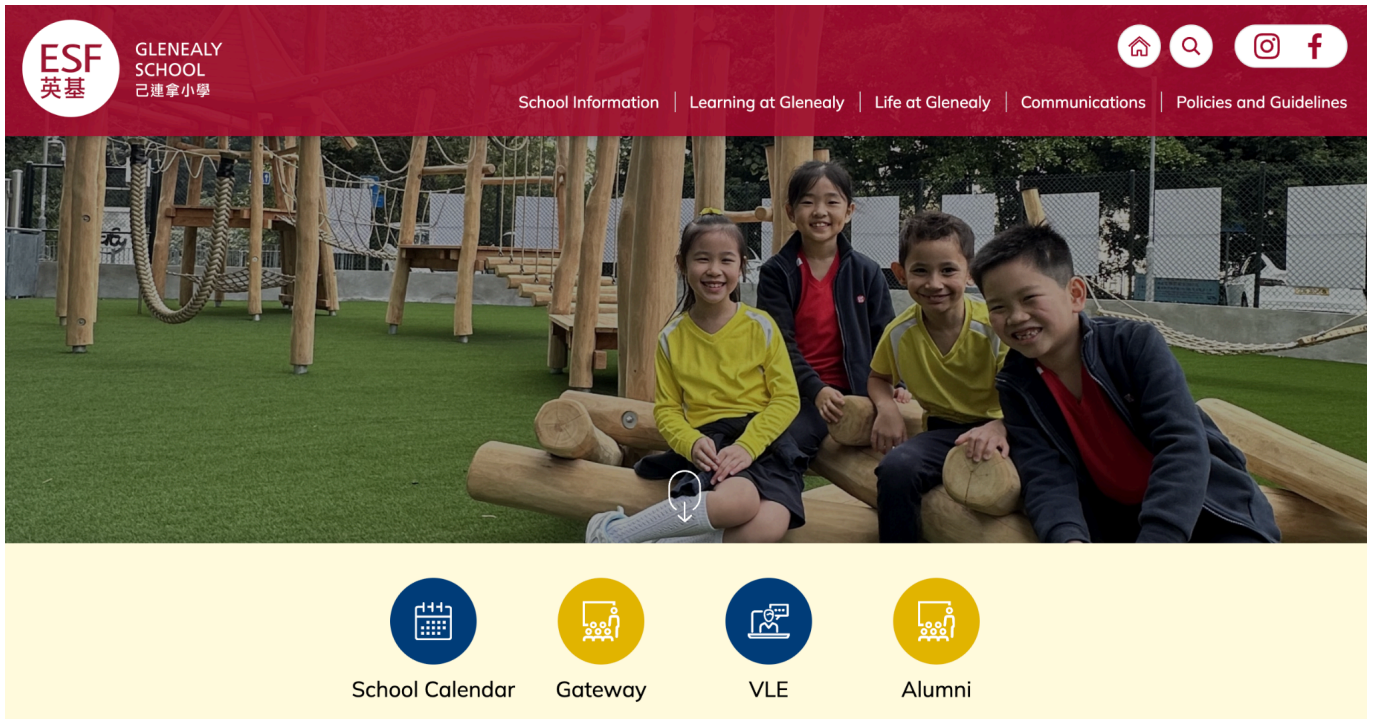 ESF
英基
GLENEALY
SCHOOL
己連拿小學
School Information
Learning at Glenealy
Life at Glenealy
Communications
Policies and Guidelines
School Calendar
Gateway
VLE
Alumni